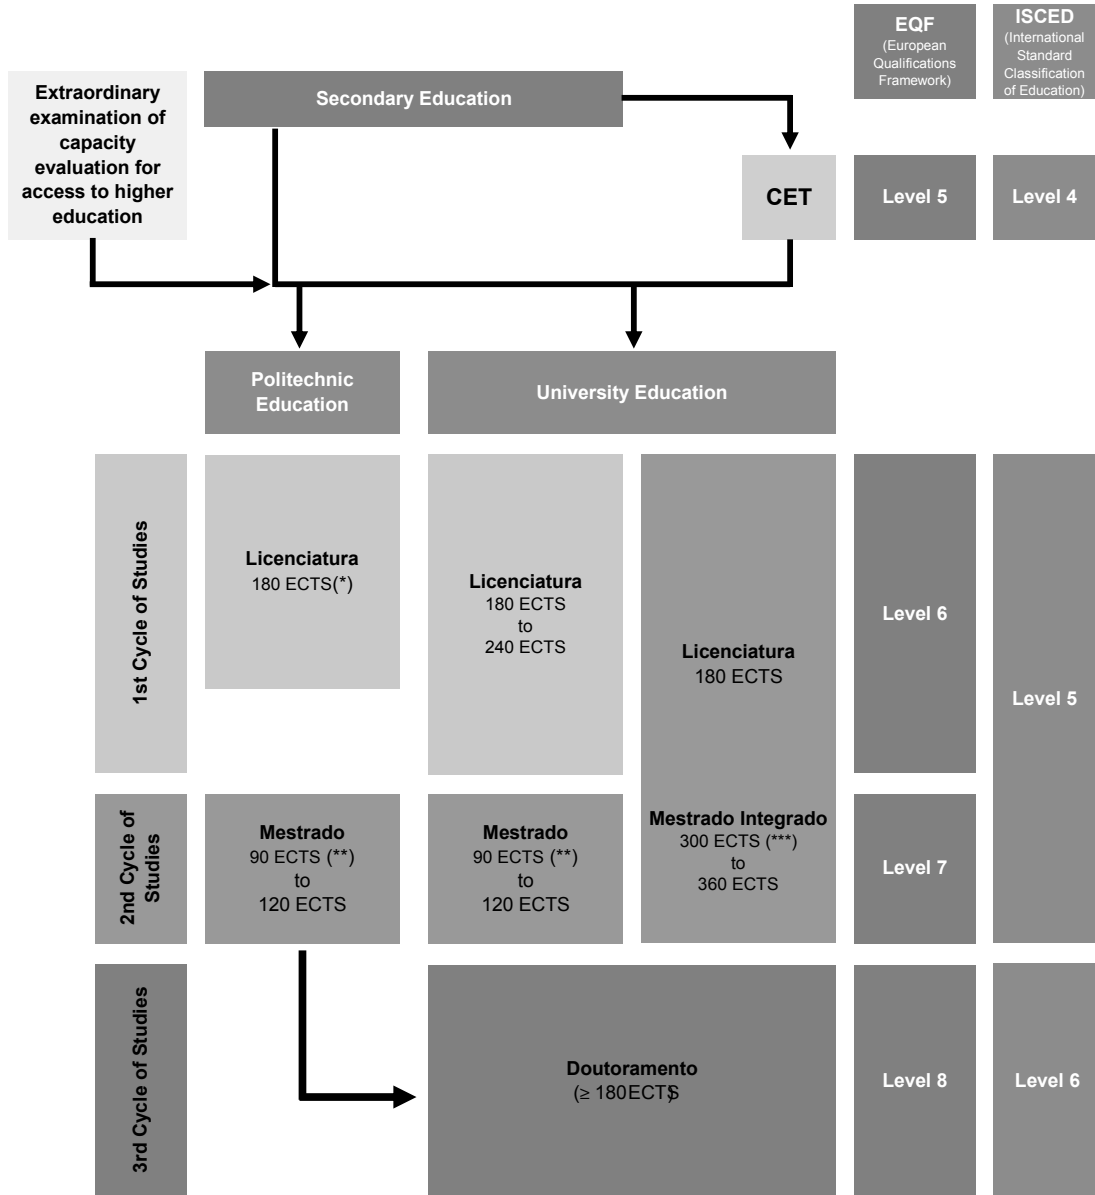 EQF
(European
Qualifications
Framework)
ISCED
(International
Standard
Classification
of Education)
Extraordinary
examination of
capacity
evaluation for
access to higher
education
Secondary Education
CET
Level 5
Level 4
Politechnic
Education
University Education
1st Cycle of Studies
Licenciatura
180 ECTS(*)
Licenciatura
180 ECTS
to
240 ECTS
Licenciatura
180 ECTS
Level 6
Level 5
2nd Cycle of
Studies
Mestrado
90 ECTS (**)
to
120 ECTS
Mestrado
90 ECTS (**)
to
120 ECTS
Mestrado Integrado
300 ECTS (***)
to
360 ECTS
Level 7
3rd Cycle of Studies
Doutoramento
(≥ 180ECTS)
Level 8
Level 6